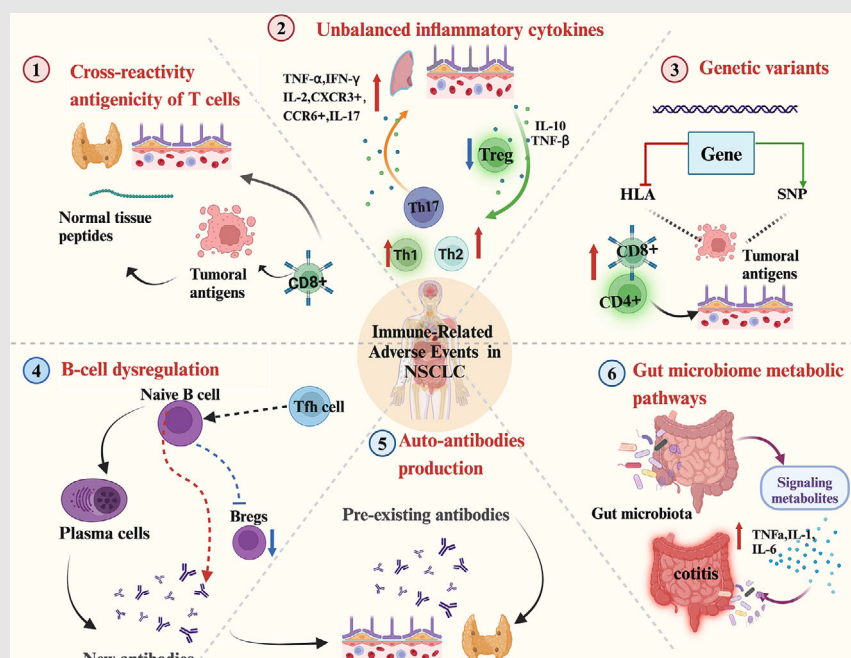 1
Cross-reactivity
antigenicity of T cells
Normal tissue
peptides
Tumoral
antigens
CD8+
2
Unbalanced inflammatory cytokines
TNF-α,IFN-γ
IL-2,CXCR3+,
CCR6+,IL-17
IL-10
TNF-β
Treg
Th17
Th1
Th2
3
Genetic variants
Gene
HLA
SNP
CD8+
CD4+
Tumoral
antigens
Immune-Related
Adverse Events in
NSCLC
4
B-cell dysregulation
Naive B cell
Tfh cell
Plasma cells
Bregs
New antibodies
5
Auto-antibodies
production
Pre-existing antibodies
6
Gut microbiome metabolic
pathways
Signaling
metabolites
Gut microbiota
TNFa,IL-1,
IL-6
cotitis